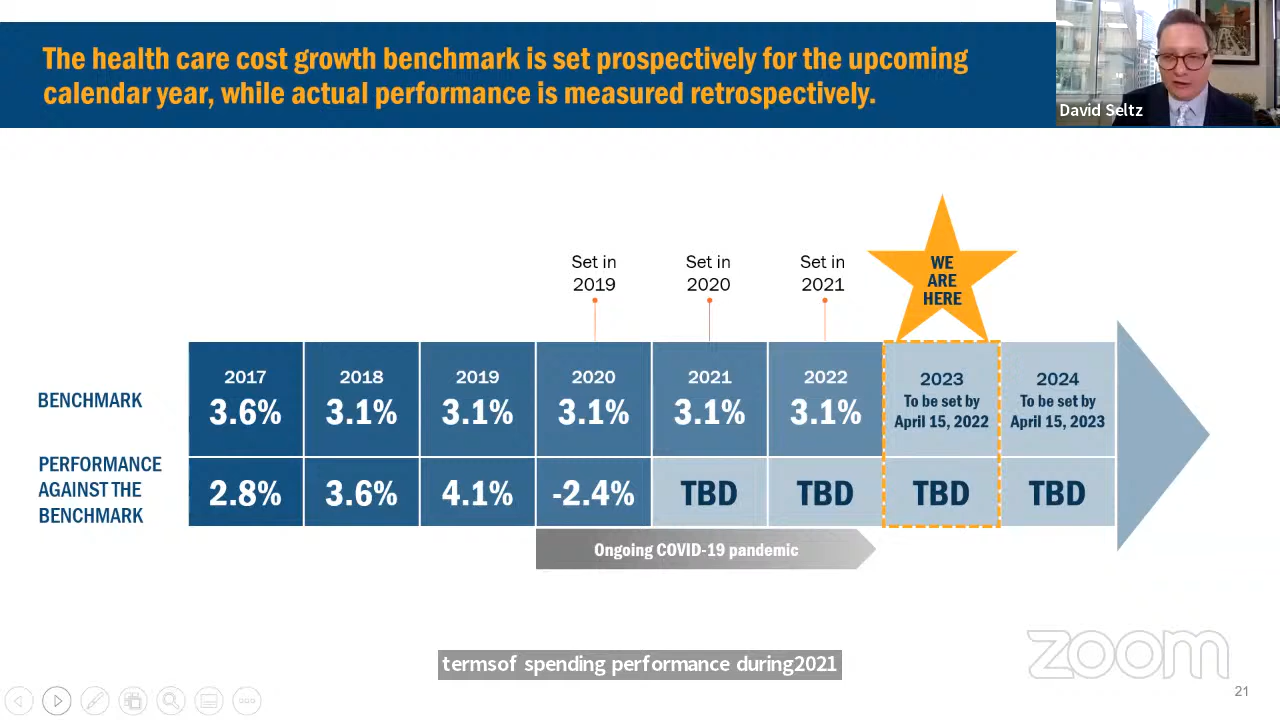 The health care cost growth benchmark is set prospectively for the upcoming
calendar year, while actual performance is measured retrospectively.
David Seltz
Set in
2019
Set in
2020
Set in
2021
WE
ARE
HERE
BENCHMARK
2017
3.6%
2018
3.1%
2019
3.1%
2020
3.1%
2021
3.1%
2022
3.1%
2023
To be set by
April 15, 2022
2024
To be set by
April 15, 2023
PERFORMANCE
AGAINST THE
BENCHMARK
2.8%
3.6%
4.1%
-2.4%
TBD
TBD
TBD
TBD
Ongoing COVID-19 pandemic
termsof spending performance during2021
zoom
21